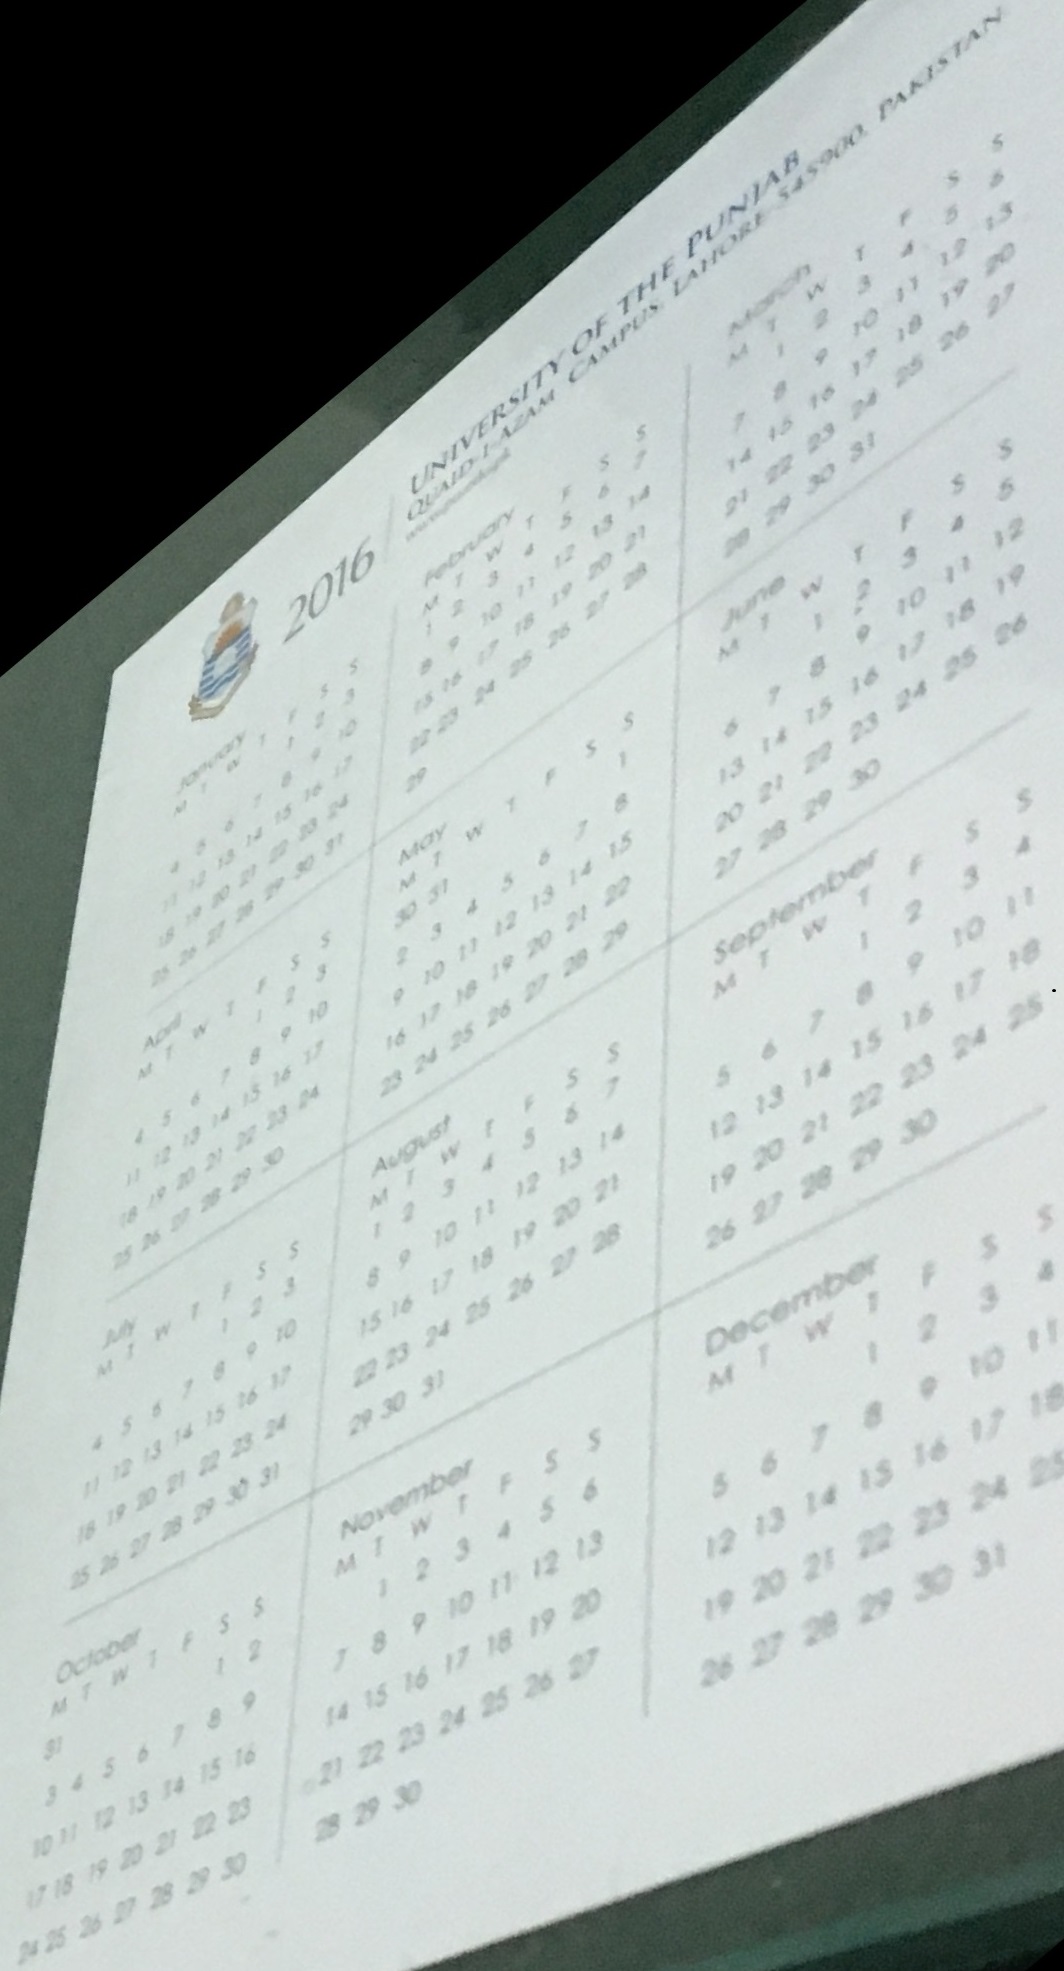 2016
UNIVERSITY OF THE PUNJAB
QUAID-I-AZAM CAMPUS, LAHORE-545900, PAKISTAN
January
M T W T F S S
1 2 3
4 5 6 7 8 9 10
11 12 13 14 15 16 17
18 19 20 21 22 23 24
25 26 27 28 29 30 31
February
M T W T F S S
1 2 3 4 5 6 7
8 9 10 11 12 13 14
15 16 17 18 19 20 21
22 23 24 25 26 27 28
29
March
M T W T F S S
1 2 3 4 5 6
7 8 9 10 11 12 13
14 15 16 17 18 19 20
21 22 23 24 25 26 27
28 29 30 31
April
M T W T F S S
1 2 3
4 5 6 7 8 9 10
11 12 13 14 15 16 17
18 19 20 21 22 23 24
25 26 27 28 29 30
May
M T W T F S S
30 31 1
2 3 4 5 6 7 8
9 10 11 12 13 14 15
16 17 18 19 20 21 22
23 24 25 26 27 28 29
June
M T W T F S S
1 2 3 4 5
6 7 8 9 10 11 12
13 14 15 16 17 18 19
20 21 22 23 24 25 26
27 28 29 30
July
M T W T F S S
1 2 3
4 5 6 7 8 9 10
11 12 13 14 15 16 17
18 19 20 21 22 23 24
25 26 27 28 29 30 31
August
M T W T F S S
1 2 3 4 5 6 7
8 9 10 11 12 13 14
15 16 17 18 19 20 21
22 23 24 25 26 27 28
29 30 31
September
M T W T F S S
1 2 3 4
5 6 7 8 9 10 11
12 13 14 15 16 17 18
19 20 21 22 23 24 25
26 27 28 29 30
October
M T W T F S S
31 1 2
3 4 5 6 7 8 9
10 11 12 13 14 15 16
17 18 19 20 21 22 23
24 25 26 27 28 29 30
November
M T W T F S S
1 2 3 4 5 6
7 8 9 10 11 12 13
14 15 16 17 18 19 20
21 22 23 24 25 26 27
28 29 30
December
M T W T F S S
1 2 3 4
5 6 7 8 9 10 11
12 13 14 15 16 17 18
19 20 21 22 23 24 25
26 27 28 29 30 31